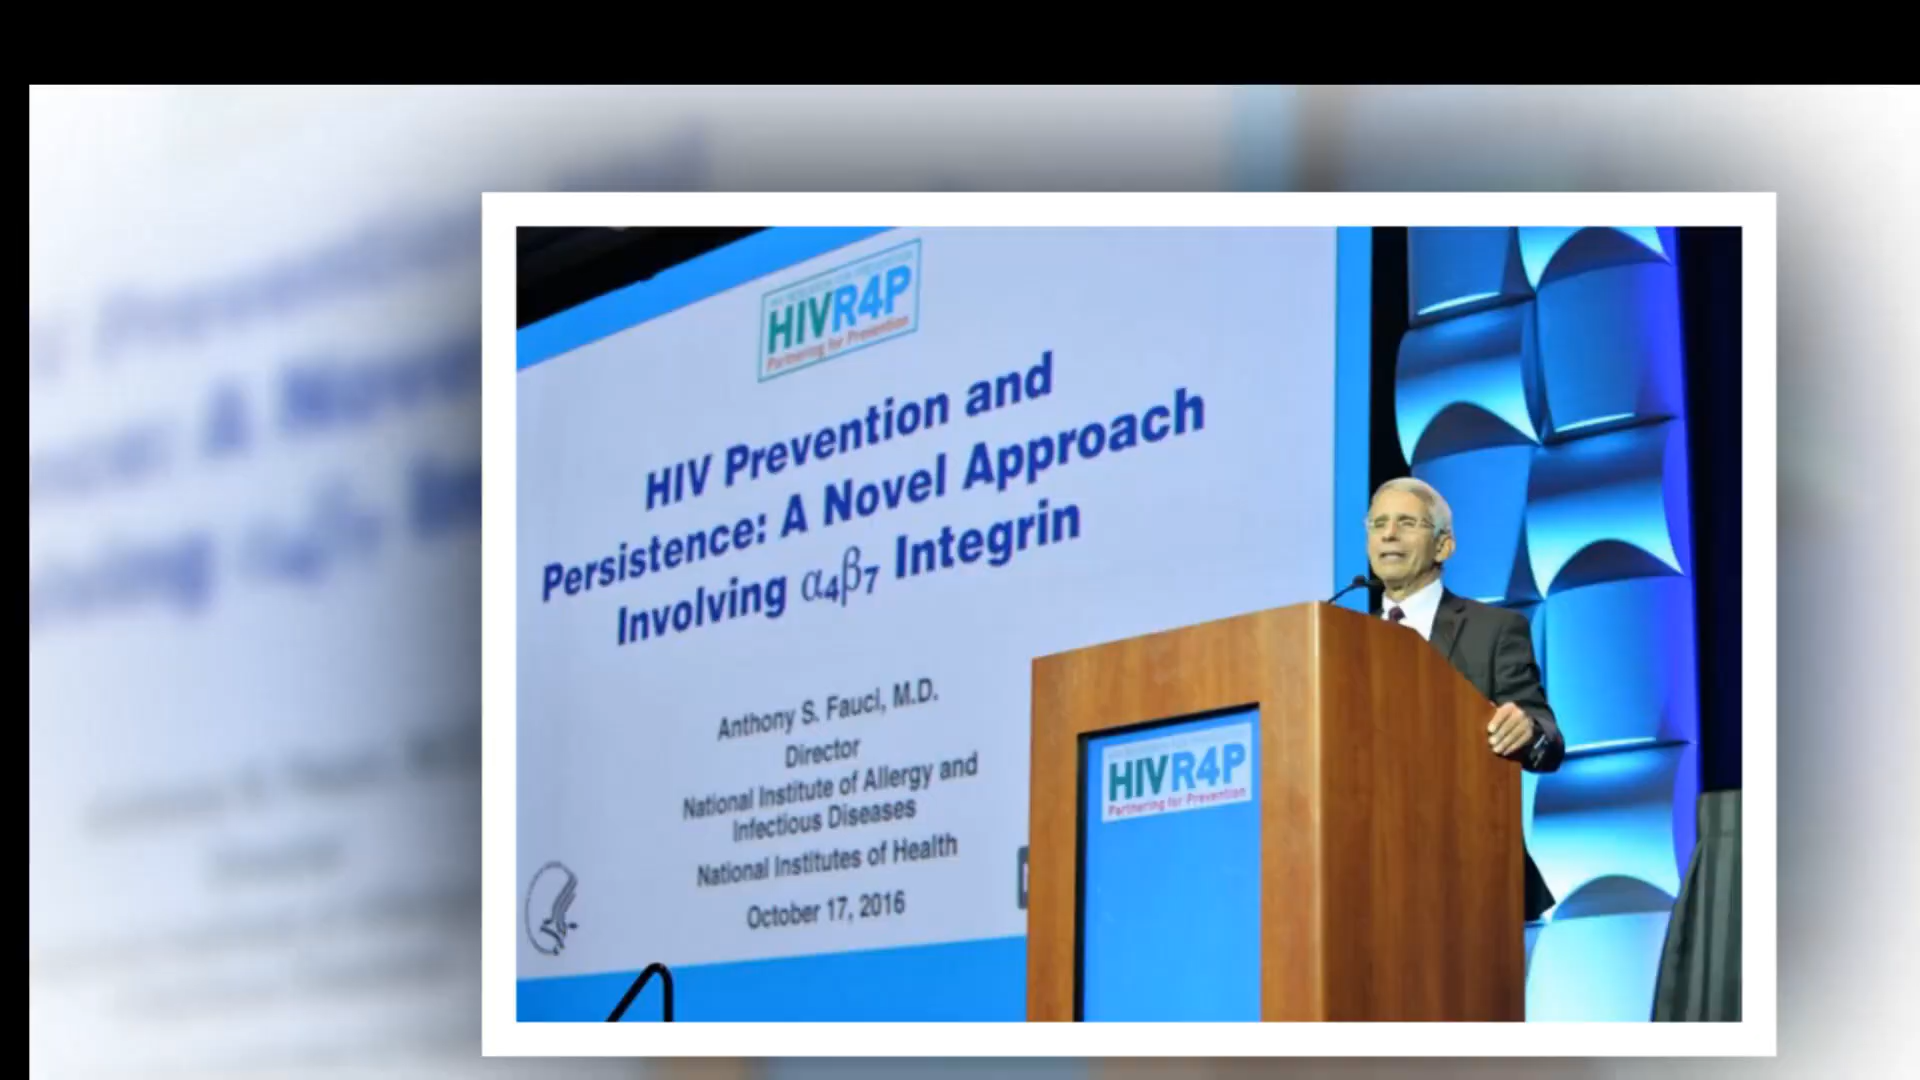 HIVR4P
Partnering for Prevention
HIV Prevention and
Persistence: A Novel Approach
Involving α4β7 Integrin
Anthony S. Fauci, M.D.
Director
National Institute of Allergy and
Infectious Diseases
National Institutes of Health
October 17, 2016
HIVR4P
Partnering for Prevention